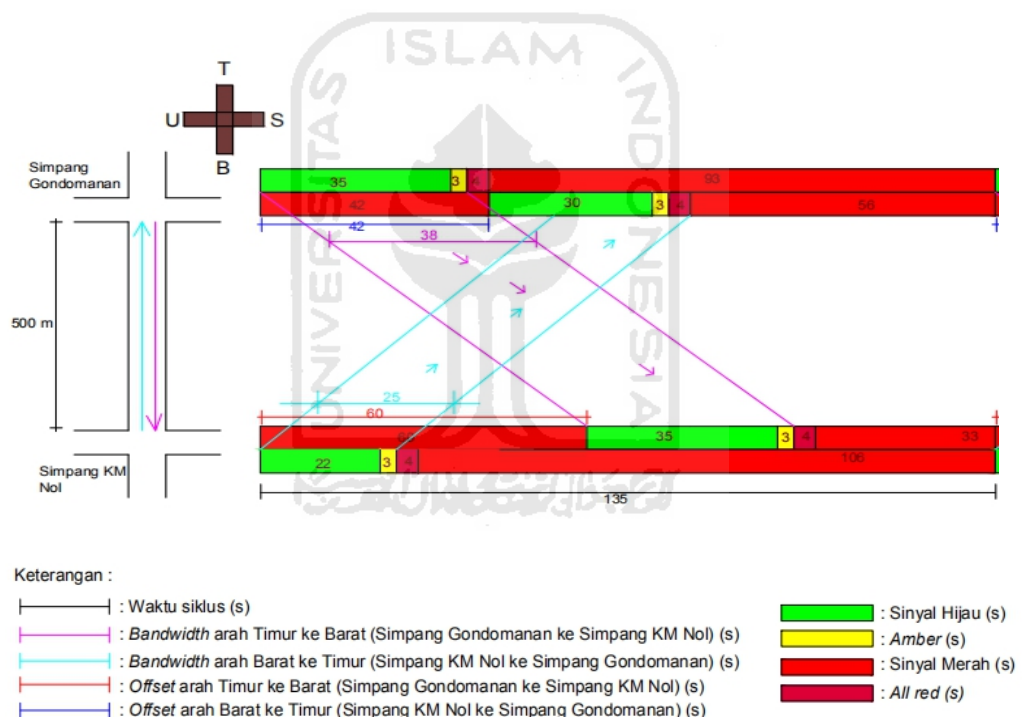 UNIVERSITAS ISLAM INDONESIA
T
U S
B
Simpang
Gondomanan
35 3 4 93
42 30 3 4 56
42
38
500 m
25
60
35 3 4 33
Simpang KM
Nol
22 3 4 106
135
Keterangan :
: Waktu siklus (s)
: Bandwidth arah Timur ke Barat (Simpang Gondomanan ke Simpang KM Nol) (s)
: Bandwidth arah Barat ke Timur (Simpang KM Nol ke Simpang Gondomanan) (s)
: Offset arah Timur ke Barat (Simpang Gondomanan ke Simpang KM Nol) (s)
: Offset arah Barat ke Timur (Simpang KM Nol ke Simpang Gondomanan) (s)
: Sinyal Hijau (s)
: Amber (s)
: Sinyal Merah (s)
: All red (s)